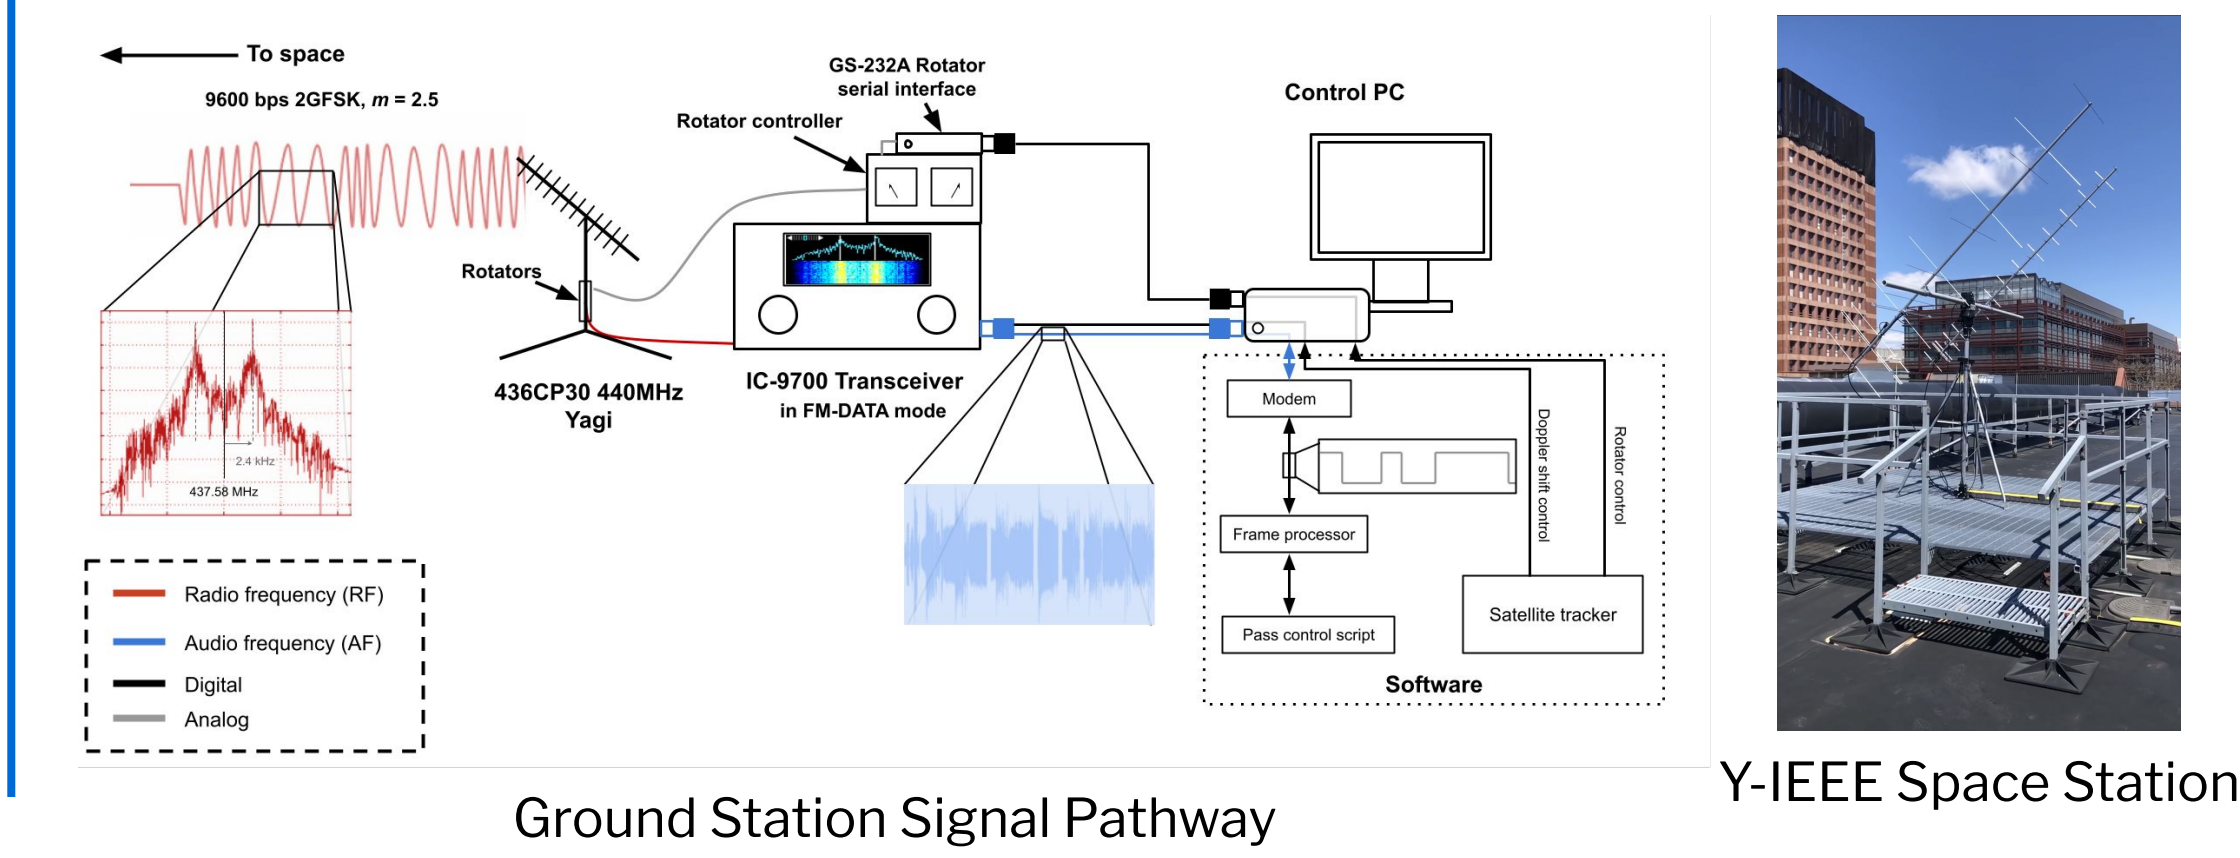 To space
9600 bps 2GFSK, m = 2.5
GS-232A Rotator
serial interface
Rotator controller
Control PC
Rotators
2.4 kHz
437.58 MHz
436CP30 440MHz
Yagi
IC-9700 Transceiver
in FM-DATA mode
Modem
Doppler shift control
Rotator control
Frame processor
Pass control script
Satellite tracker
Software
Radio frequency (RF)
Audio frequency (AF)
Digital
Analog
Ground Station Signal Pathway
Y-IEEE Space Station